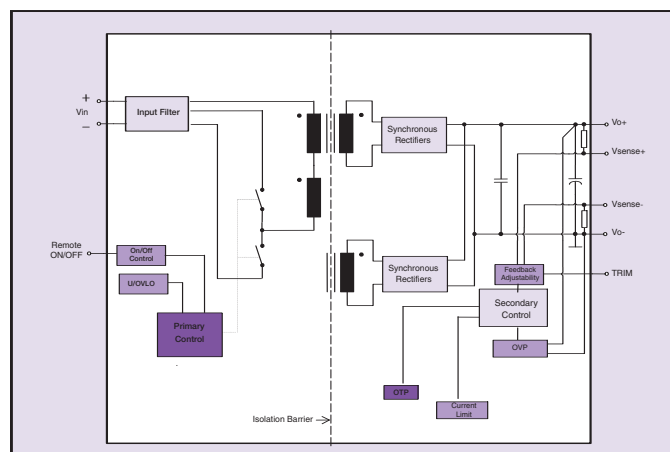 +
Vin
–
Input Filter
Synchronous
Rectifiers
Vo+
Vsense+
Vsense-
Vo-
Remote
ON/OFF
On/Off
Control
U/OVLO
Primary
Control
Synchronous
Rectifiers
Feedback
Adjustability
TRIM
Secondary
Control
OVP
OTP
Current
Limit
Isolation Barrier